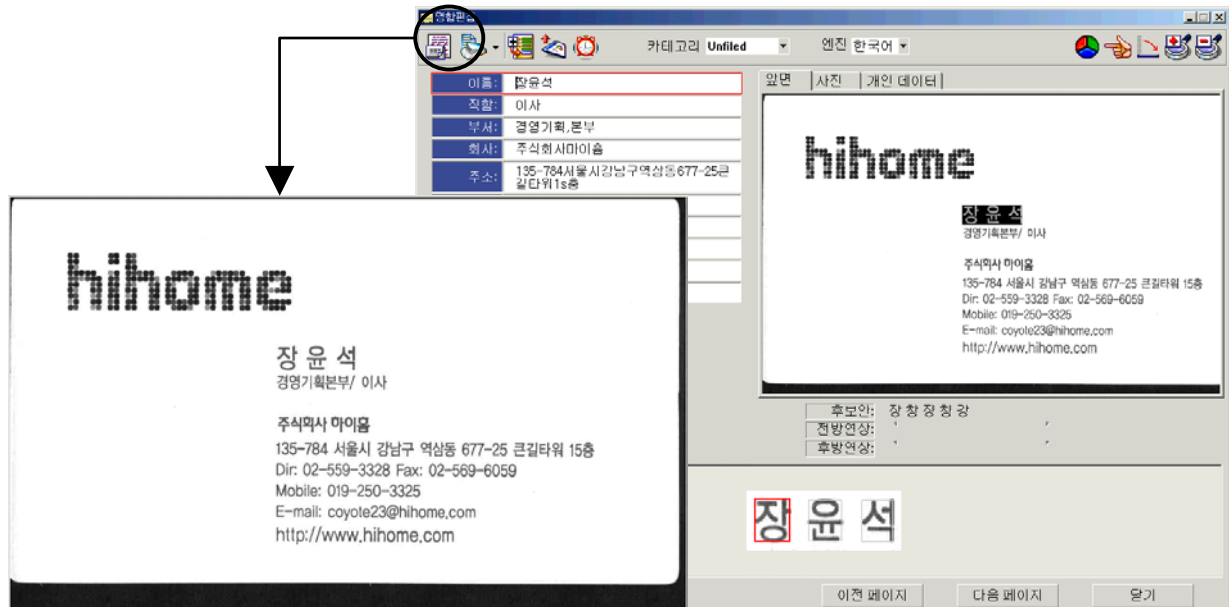 명함편집
카테고리 Unfiled 엔진 한국어
이름: 장윤석
직함: 이사
부서: 경영기획,본부
회사: 주식회사마이홈
주소: 135-784서울시강남구역삼동677-25큰
길타워1s층
앞면 사진 개인 데이터
hihome
장 윤 석
경영기획본부/ 이사
주식회사 하이홈
135-784 서울시 강남구 역삼동 677-25 큰길타워 15층
Dir: 02-559-3328 Fax: 02-569-6059
Mobile: 019-250-3325
E-mail: coyote23@hihome.com
http://www.hihome.com
후보안: 장 창 장 칭 강
전방연상:
후방연상:
장 윤 석
이전 페이지 다음 페이지 닫기
hihome
장 윤 석
경영기획본부/ 이사
주식회사 하이홈
135-784 서울시 강남구 역삼동 677-25 큰길타워 15층
Dir: 02-559-3328 Fax: 02-569-6059
Mobile: 019-250-3325
E-mail: coyote23@hihome.com
http://www.hihome.com